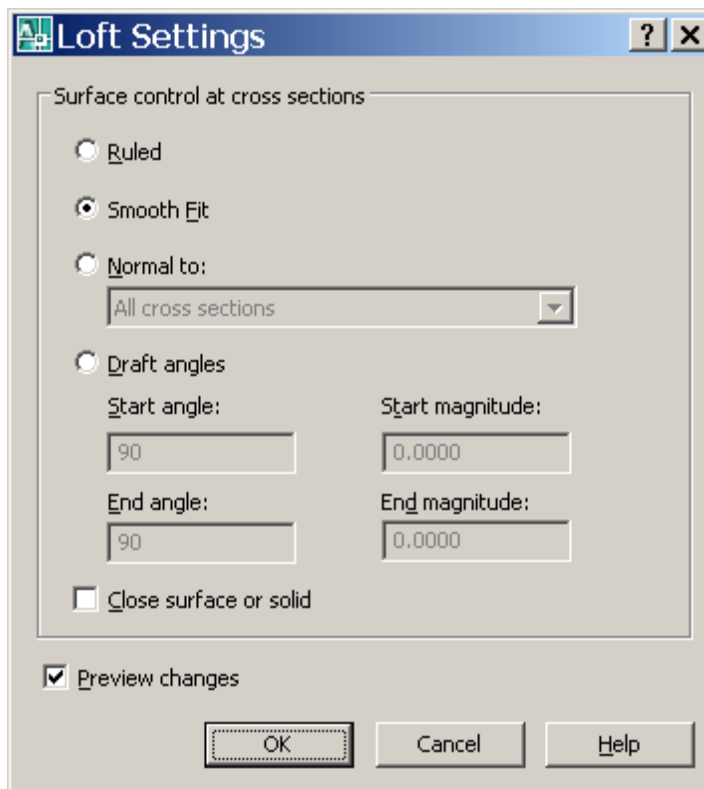 Loft Settings
Surface control at cross sections
Ruled
Smooth Fit
Normal to:
All cross sections
Draft angles
Start angle: Start magnitude:
90 0.0000
End angle: End magnitude:
90 0.0000
Close surface or solid
Preview changes
OK Cancel Help